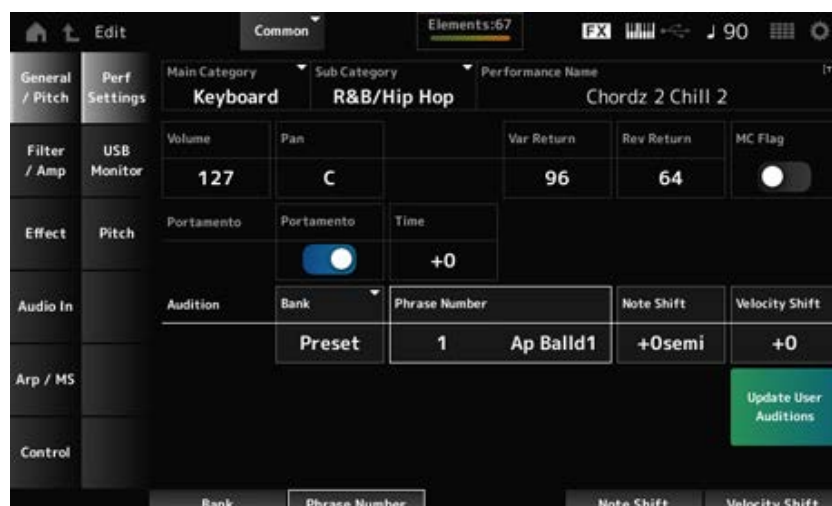 Edit
Common
Elements:67
FX
♩ 90
General / Pitch
Perf Settings
Main Category
Keyboard
Sub Category
R&B/Hip Hop
Performance Name
Chordz 2 Chill 2
Filter / Amp
USB Monitor
Volume
127
Pan
C
Var Return
96
Rev Return
64
MC Flag
Effect
Pitch
Portamento
Portamento
Time
+0
Audio In
Audition
Bank
Preset
Phrase Number
1 Ap Balld1
Note Shift
+0semi
Velocity Shift
+0
Arp / MS
Update User
Auditions
Control
Bank
Phrase Number
Note Shift
Velocity Shift